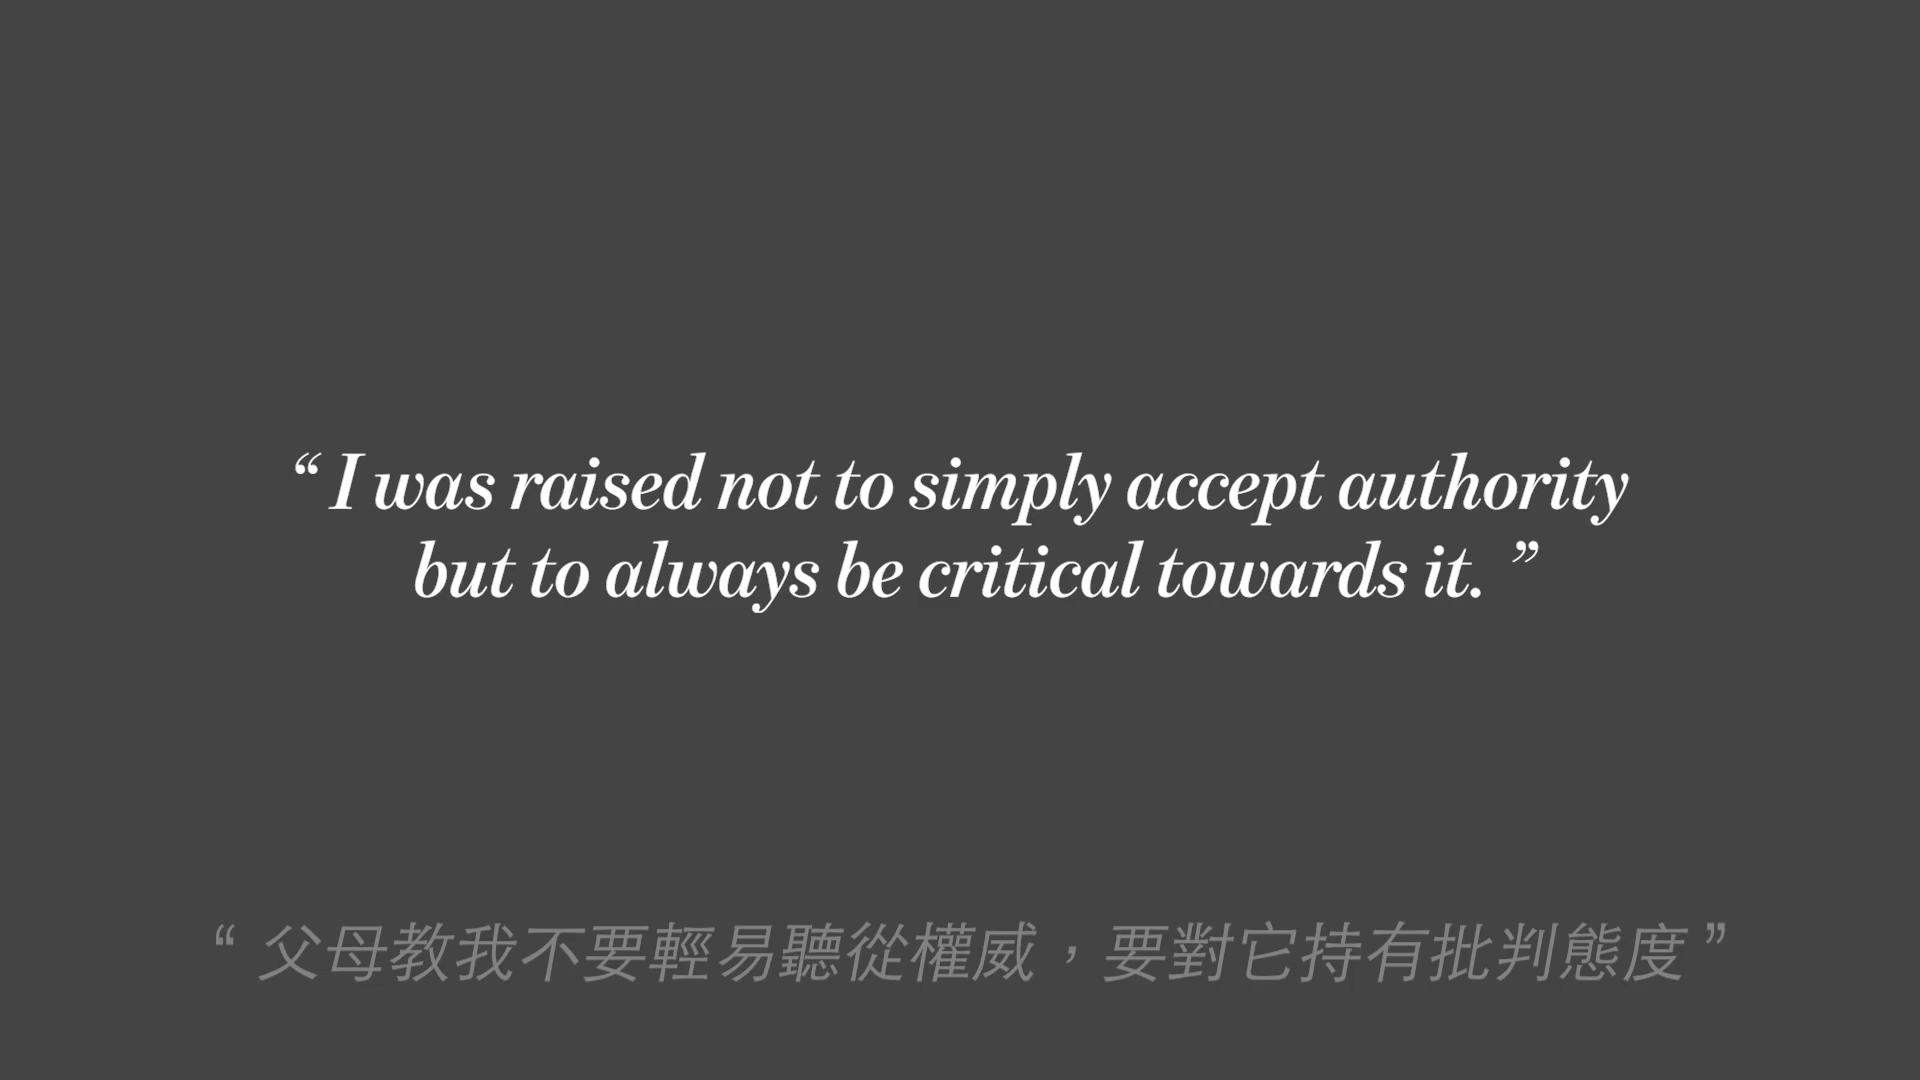 “ I was raised not to simply accept authority
but to always be critical towards it. ”
“ 父母教我不要輕易聽從權威，要對它持有批判態度 ”